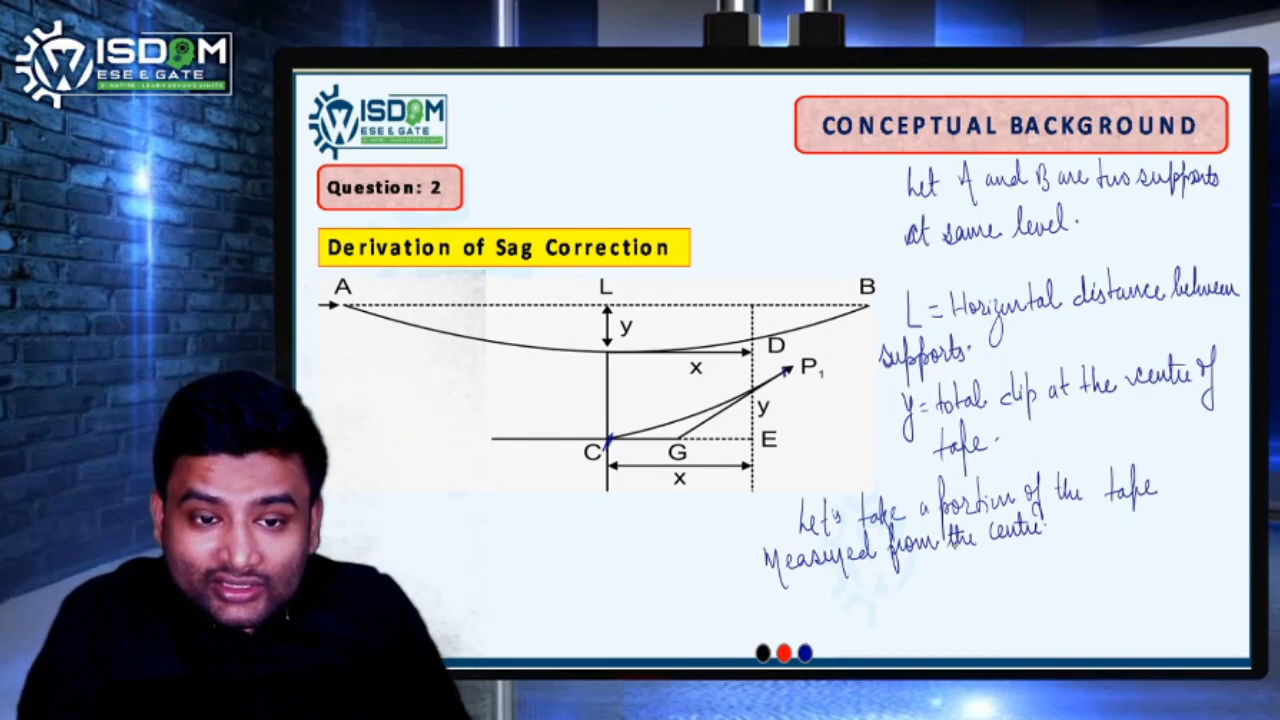 WISDOM
ESE & GATE
WISDOM
ESE & GATE
CONCEPTUAL BACKGROUND
Question: 2
Derivation of Sag Correction
Let A and B are two supports
at same level.
L = Horizontal distance between
supports.
y = total dip at the centre of
tape.
Let's take a portion of the tape
Measured from the centre.
A
L
B
y
D
x
P1
y
C
G
E
x